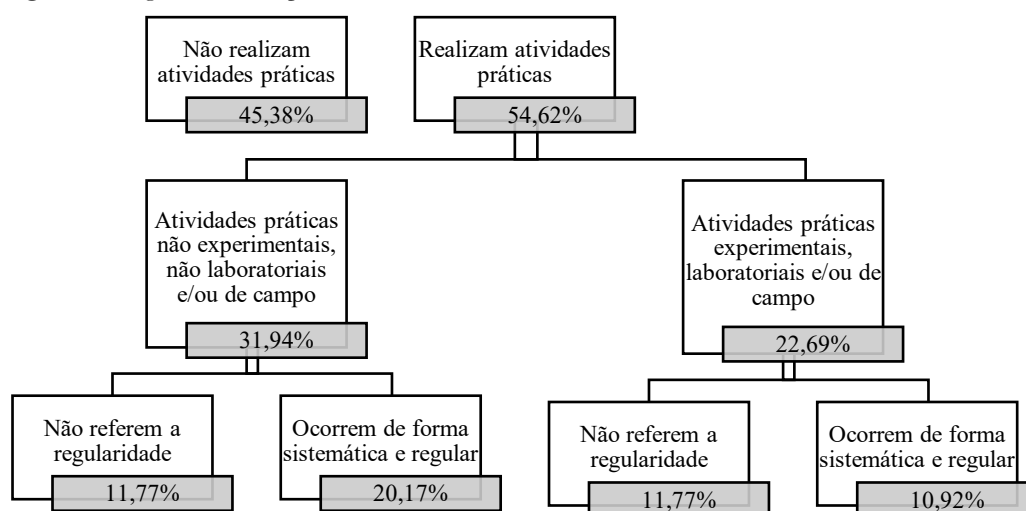 Não realizam
atividades práticas
45,38%
Realizam atividades
práticas
54,62%
Atividades práticas
não experimentais,
não laboratoriais
e/ou de campo
31,94%
Atividades práticas
experimentais,
laboratoriais e/ou de
campo
22,69%
Não referem a
regularidade
11,77%
Ocorrem de forma
sistemática e regular
20,17%
Não referem a
regularidade
11,77%
Ocorrem de forma
sistemática e regular
10,92%